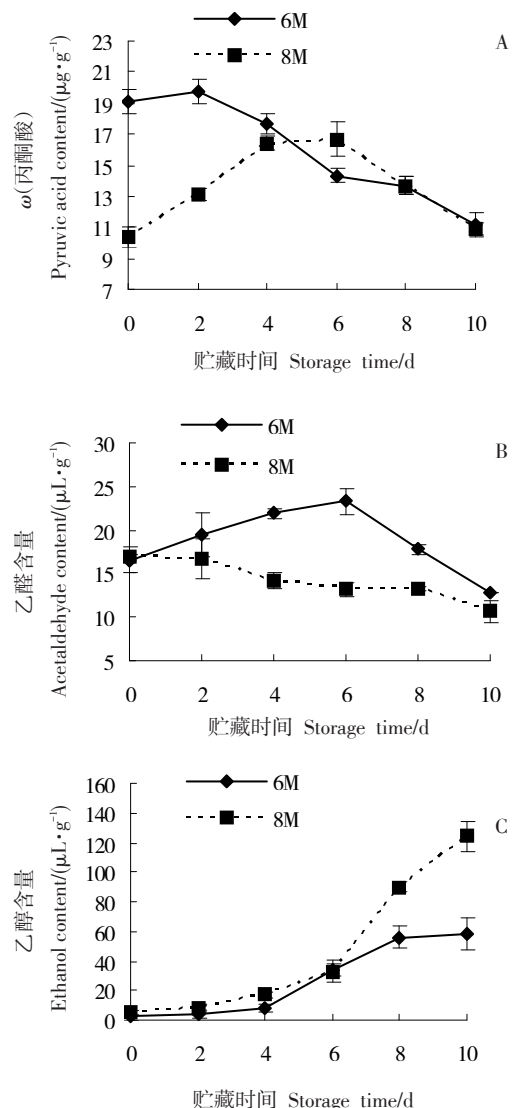 6M
8M
A
23
21
19
17
15
13
11
9
7
ω(丙酮酸)
Pyruvic acid content/(μg·g⁻¹)
0 2 4 6 8 10
贮藏时间 Storage time/d
6M
8M
B
30
25
20
15
10
5
乙醛含量
Acetaldehyde content/(μL·g⁻¹)
0 2 4 6 8 10
贮藏时间 Storage time/d
6M
8M
C
160
140
120
100
80
60
40
20
0
乙醇含量
Ethanol content/(μL·g⁻¹)
0 2 4 6 8 10
贮藏时间 Storage time/d